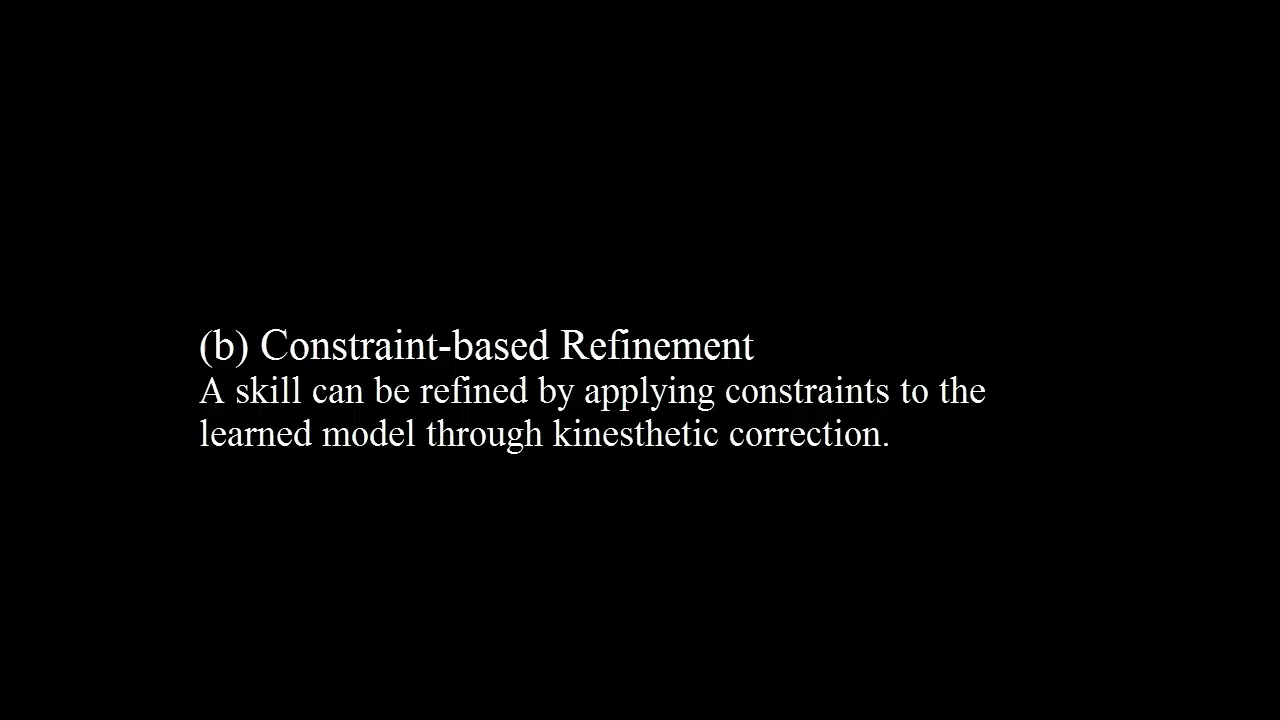 (b) Constraint-based Refinement
A skill can be refined by applying constraints to the
learned model through kinesthetic correction.